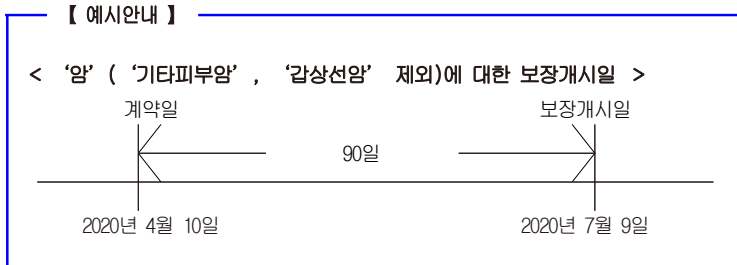 【 예시안내 】
< ‘암’ ( ‘기타피부암’ , ‘갑상선암’ 제외)에 대한 보장개시일 >
계약일 보장개시일
90일
2020년 4월 10일 2020년 7월 9일